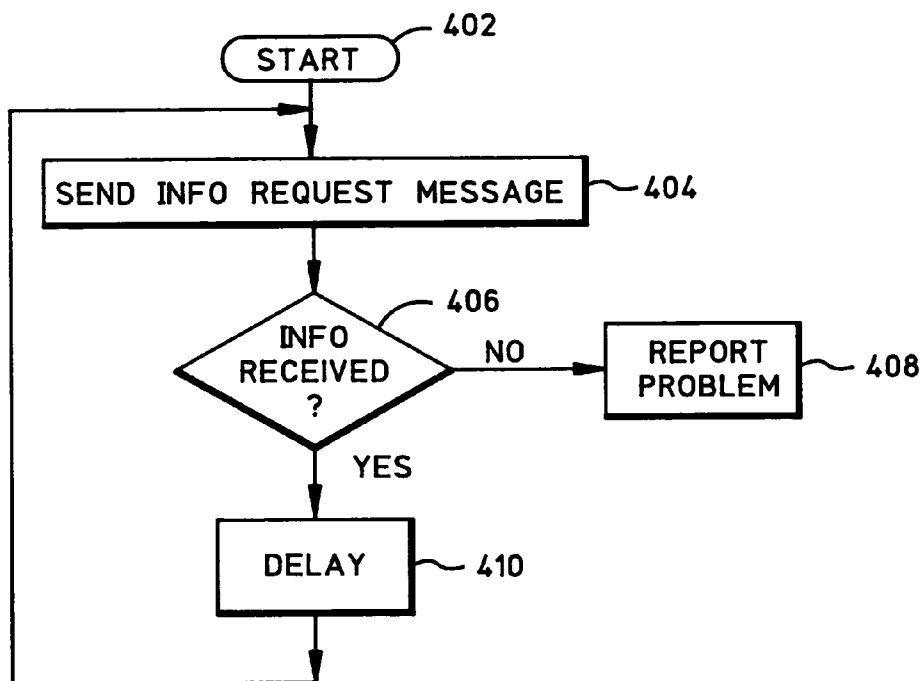 402
START
SEND INFO REQUEST MESSAGE
404
406
INFO
RECEIVED
?
NO
REPORT
PROBLEM
408
YES
DELAY
410